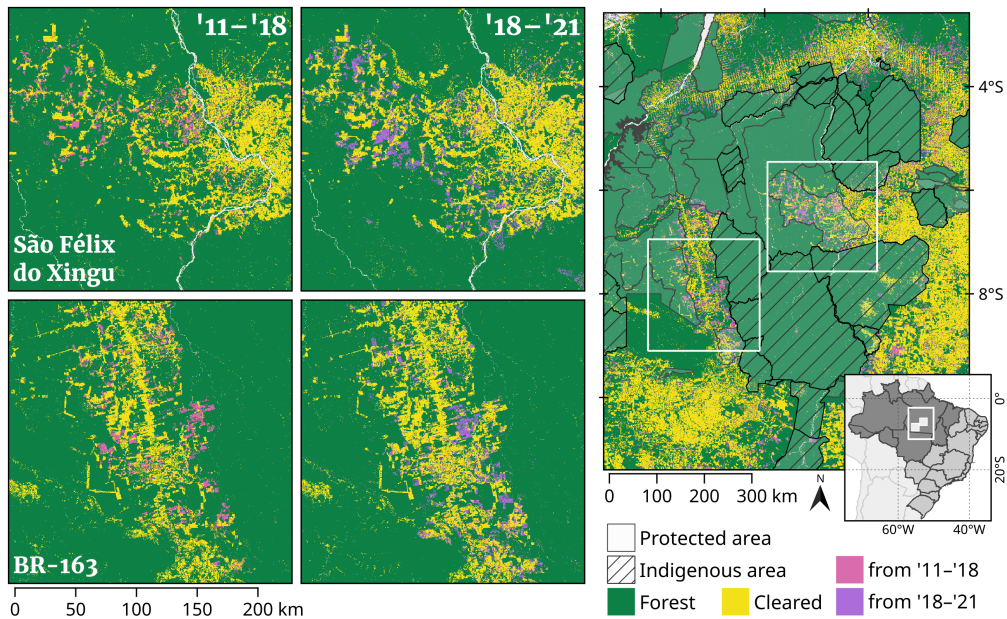 '11–'18
'18–'21
São Félix
do Xingu
BR-163
0 50 100 150 200 km
4°S
8°S
0 100 200 300 km
N
0°
20°S
60°W 40°W
Protected area
Indigenous area
Forest
Cleared
from '11–'18
from '18–'21